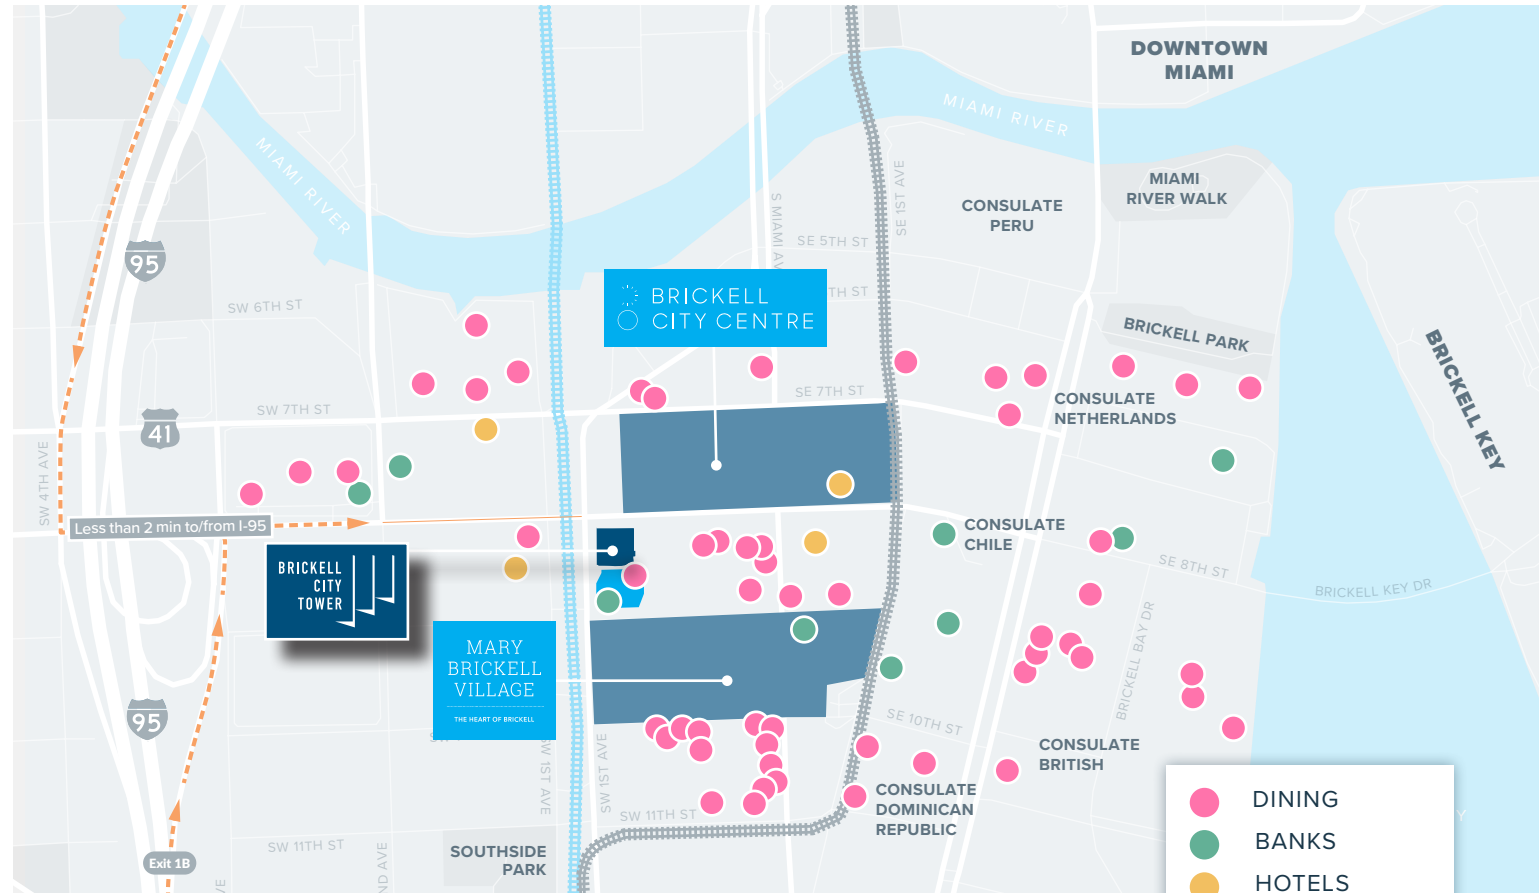 DOWNTOWN
MIAMI
MIAMI RIVER
MIAMI RIVER
MIAMI
RIVER WALK
SE 1ST AVE
CONSULATE
PERU
S MIAMI AV
SE 5TH ST
95
TH ST
SW 6TH ST
BRICKELL
CITY CENTRE
BRICKELL PARK
BRICKELL KEY
SE 7TH ST
SW 7TH ST
CONSULATE
NETHERLANDS
41
SW 4TH AVE
Less than 2 min to/from I-95
CONSULATE
CHILE
SE 8TH ST
BRICKELL
CITY
TOWER
BRICKELL KEY DR
BRICKELL BAY DR
MARY
BRICKELL
VILLAGE
THE HEART OF BRICKELL
95
SE 10TH ST
SW 1ST AVE
W 1ST AVE
CONSULATE
BRITISH
CONSULATE
DOMINICAN
REPUBLIC
SW 11TH ST
SW 11TH ST
SOUTHSIDE
PARK
Exit 1B
ND AVE
VE
DINING
BANKS
HOTELS
Y